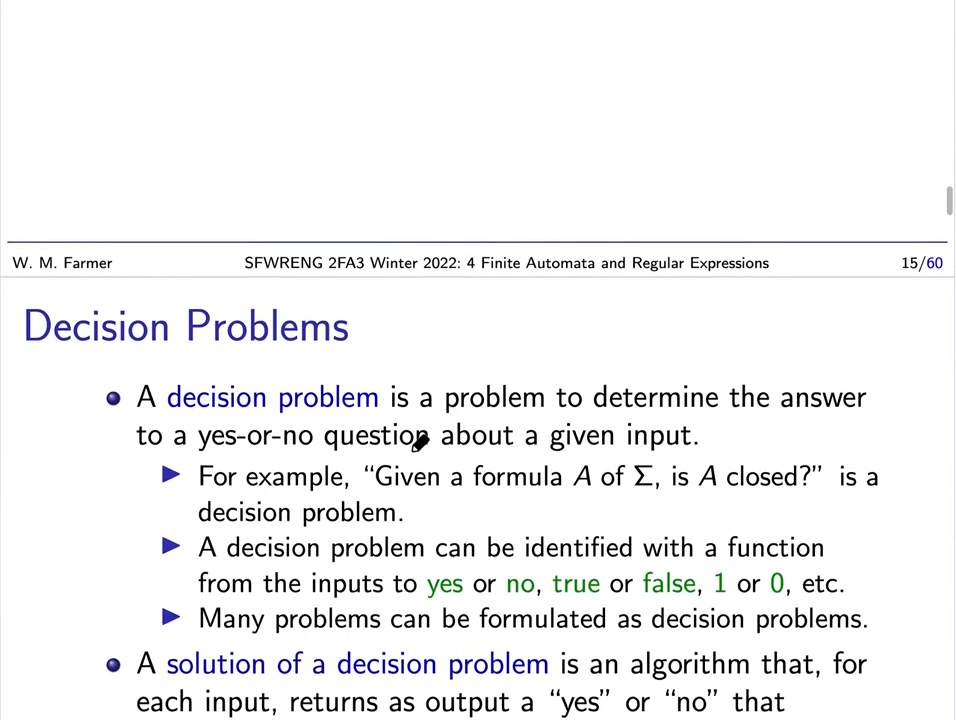 W. M. Farmer SFWRENG 2FA3 Winter 2022: 4 Finite Automata and Regular Expressions 15/60
Decision Problems
A decision problem is a problem to determine the answer
to a yes-or-no question about a given input.
For example, “Given a formula A of Σ, is A closed?” is a
decision problem.
A decision problem can be identified with a function
from the inputs to yes or no, true or false, 1 or 0, etc.
Many problems can be formulated as decision problems.
A solution of a decision problem is an algorithm that, for
each input, returns as output a “yes” or “no” that